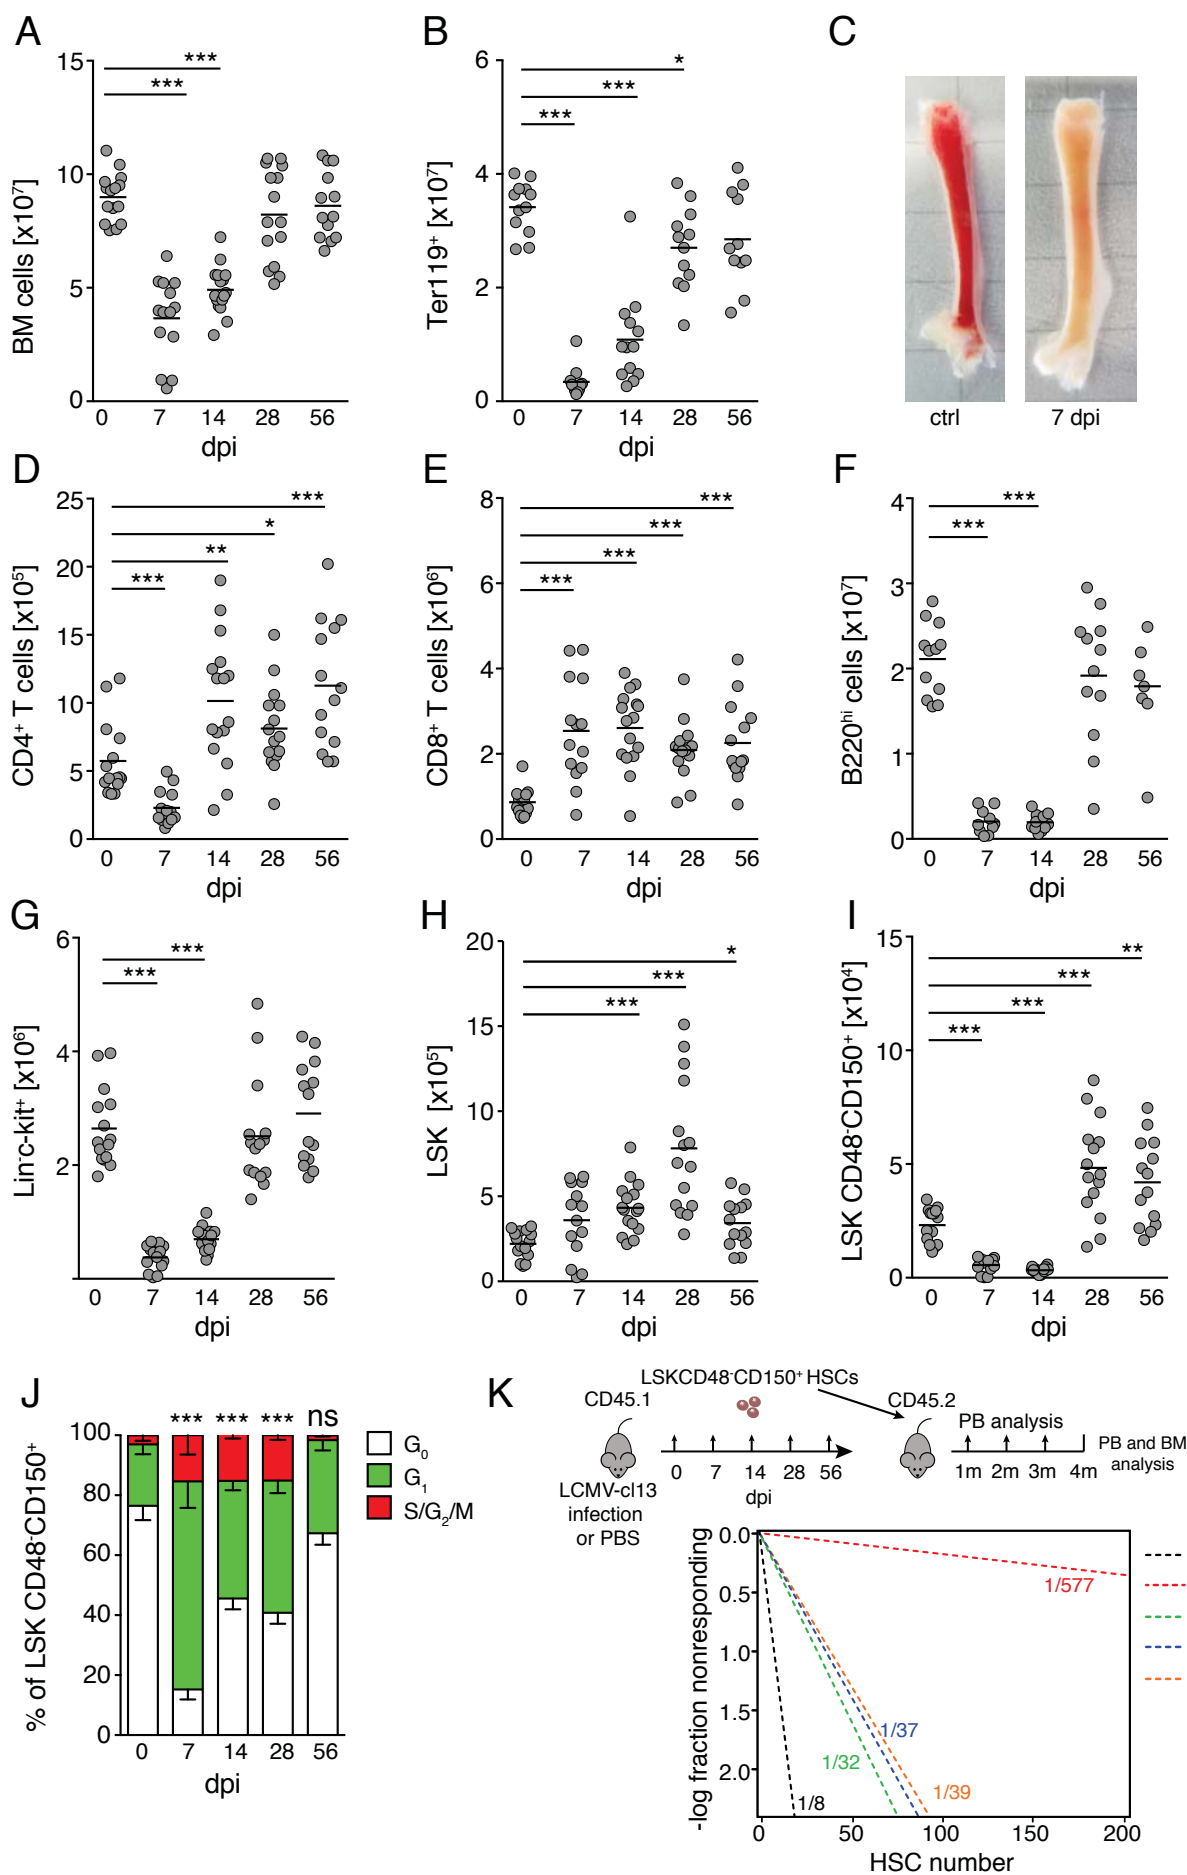 A
BM cells [x10⁷]
15
10
5
0
***
***
0 7 14 28 56
dpi
B
Ter119⁺ [x10⁷]
6
4
2
0
*
***
***
0 7 14 28 56
dpi
C
ctrl
7 dpi
D
CD4⁺ T cells [x10⁵]
25
20
15
10
5
0
***
*
**
***
0 7 14 28 56
dpi
E
CD8⁺ T cells [x10⁶]
8
6
4
2
0
***
***
***
***
0 7 14 28 56
dpi
F
B220ʰⁱ cells [x10⁷]
4
3
2
1
0
***
***
0 7 14 28 56
dpi
G
Lin⁻c-kit⁺ [x10⁶]
6
4
2
***
***
0 7 14 28 56
dpi
H
LSK [x10⁵]
20
15
10
5
0
*
***
***
0 7 14 28 56
dpi
I
LSK CD48⁻CD150⁺ [x10⁴]
15
10
5
0
**
***
***
***
0 7 14 28 56
dpi
J
% of LSK CD48⁻CD150⁺
100
80
60
40
20
0
*** *** *** ns
0 7 14 28 56
dpi
G₀
G₁
S/G₂/M
K
LSKCD48⁻CD150⁺ HSCs
CD45.1
CD45.2
LCMV-cl13
infection
or PBS
0 7 14 28 56
dpi
PB analysis
1m 2m 3m 4m
PB and BM
analysis
-log fraction nonresponding
0.0
0.5
1.0
1.5
2.0
1/577
1/37
1/32
1/39
1/8
0 50 100 150 200
HSC number